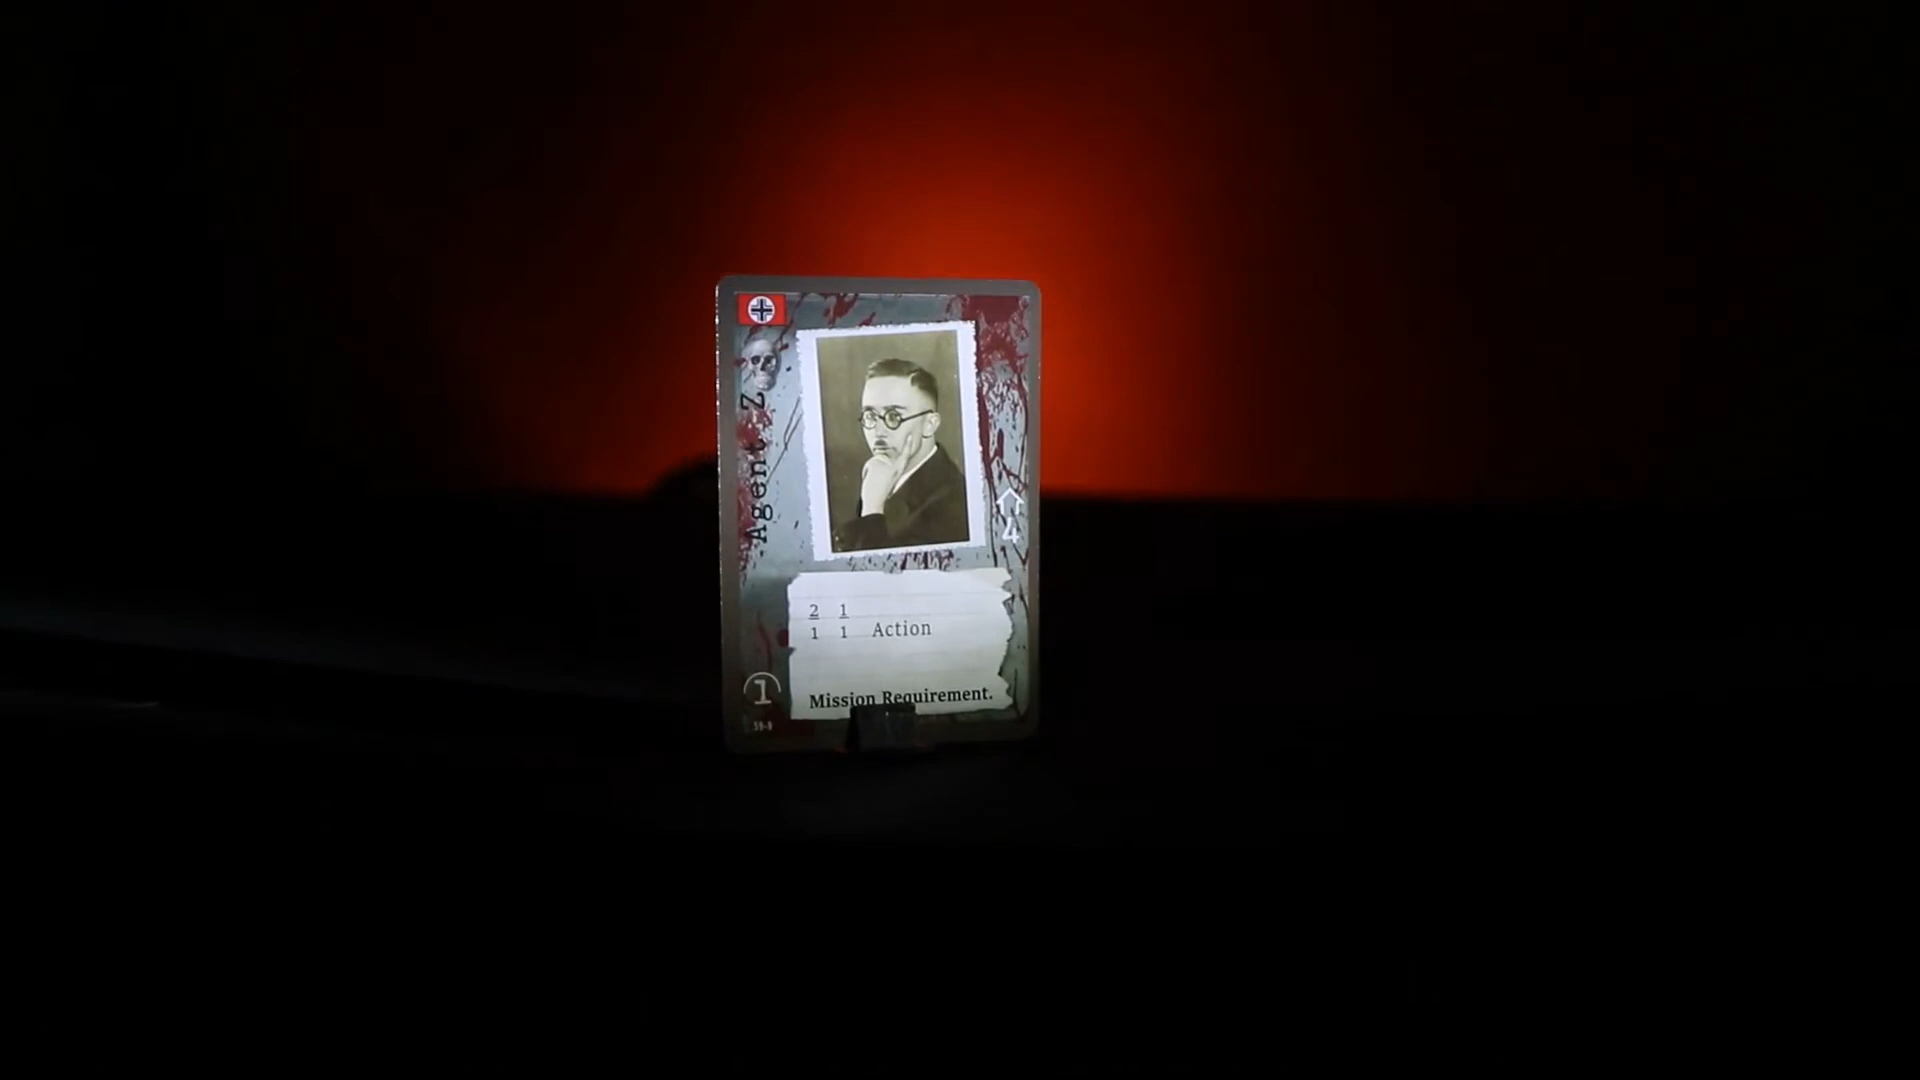 Agent Z
4
2 1
1 1 Action
Mission Requirement.
1